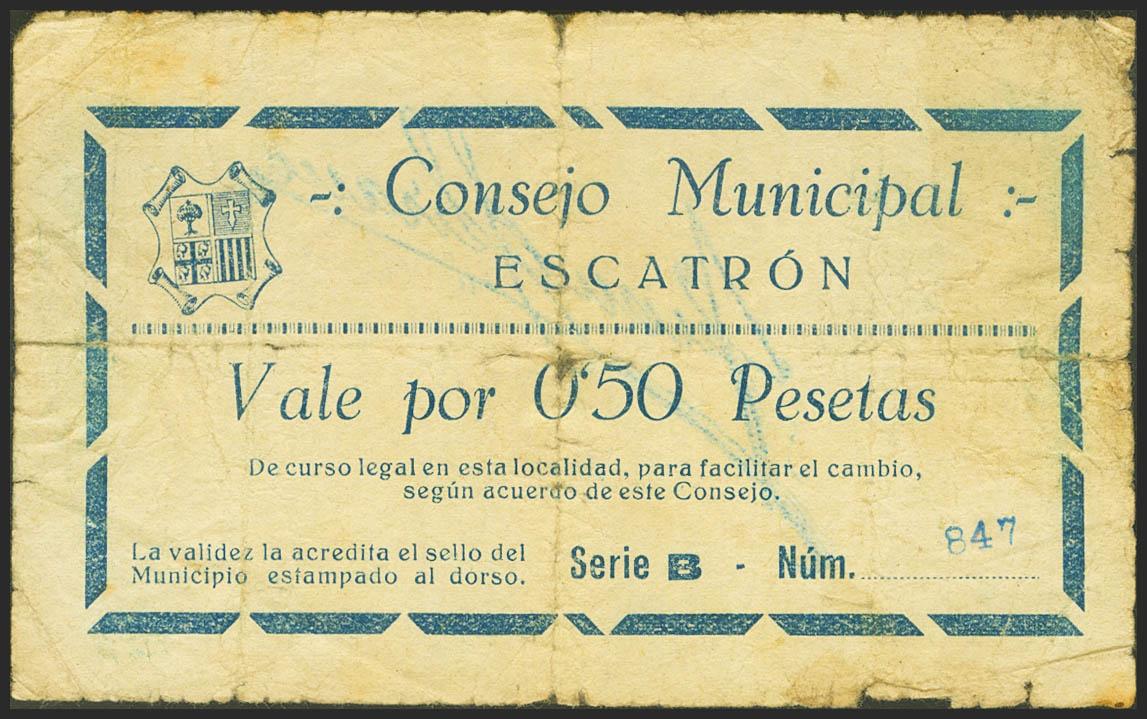 -: Consejo Municipal :-
ESCATRÓN
Vale por 0'50 Pesetas
De curso legal en esta localidad, para facilitar el cambio,
según acuerdo de este Consejo.
La validez la acredita el sello del
Municipio estampado al dorso.
Serie B - Núm. 847